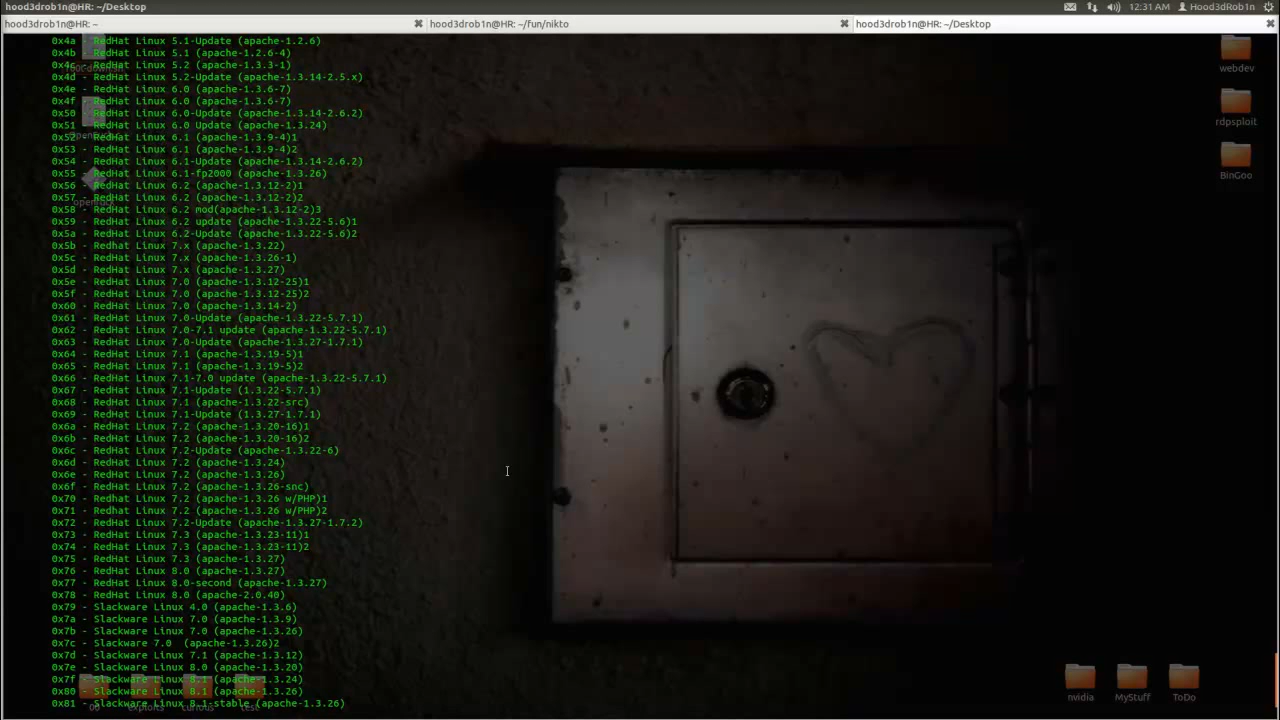 hood3drob1n@HR: ~/Desktop
12:31 AM
Hood3dRob1n
hood3drob1n@HR: ~
hood3drob1n@HR: ~/fun/nikto
hood3drob1n@HR: ~/Desktop
0x4a - RedHat Linux 5.1-Update (apache-1.2.6)
0x4b - RedHat Linux 5.1 (apache-1.2.6-4)
0x4c - RedHat Linux 5.2 (apache-1.3.3-1)
0x4d - RedHat Linux 5.2-Update (apache-1.3.14-2.5.x)
0x4e - RedHat Linux 6.0 (apache-1.3.6-7)
0x4f - RedHat Linux 6.0 (apache-1.3.6-7)
0x50 - RedHat Linux 6.0-Update (apache-1.3.14-2.6.2)
0x51 - RedHat Linux 6.0 Update (apache-1.3.24)
0x52 - RedHat Linux 6.1 (apache-1.3.9-4)1
0x53 - RedHat Linux 6.1 (apache-1.3.9-4)2
0x54 - RedHat Linux 6.1-Update (apache-1.3.14-2.6.2)
0x55 - RedHat Linux 6.1-fp2000 (apache-1.3.26)
0x56 - RedHat Linux 6.2 (apache-1.3.12-2)1
0x57 - RedHat Linux 6.2 (apache-1.3.12-2)2
0x58 - RedHat Linux 6.2 mod(apache-1.3.12-2)3
0x59 - RedHat Linux 6.2 update (apache-1.3.22-5.6)1
0x5a - RedHat Linux 6.2-Update (apache-1.3.22-5.6)2
0x5b - RedHat Linux 7.x (apache-1.3.22)
0x5c - RedHat Linux 7.x (apache-1.3.26-1)
0x5d - RedHat Linux 7.x (apache-1.3.27)
0x5e - RedHat Linux 7.0 (apache-1.3.12-25)1
0x5f - RedHat Linux 7.0 (apache-1.3.12-25)2
0x60 - RedHat Linux 7.0 (apache-1.3.14-2)
0x61 - RedHat Linux 7.0-Update (apache-1.3.22-5.7.1)
0x62 - RedHat Linux 7.0-7.1 update (apache-1.3.22-5.7.1)
0x63 - RedHat Linux 7.0-Update (apache-1.3.27-1.7.1)
0x64 - RedHat Linux 7.1 (apache-1.3.19-5)1
0x65 - RedHat Linux 7.1 (apache-1.3.19-5)2
0x66 - RedHat Linux 7.1-7.0 update (apache-1.3.22-5.7.1)
0x67 - RedHat Linux 7.1-Update (1.3.22-5.7.1)
0x68 - RedHat Linux 7.1 (apache-1.3.22-src)
0x69 - RedHat Linux 7.1-Update (1.3.27-1.7.1)
0x6a - RedHat Linux 7.2 (apache-1.3.20-16)1
0x6b - RedHat Linux 7.2 (apache-1.3.20-16)2
0x6c - RedHat Linux 7.2-Update (apache-1.3.22-6)
0x6d - RedHat Linux 7.2 (apache-1.3.24)
0x6e - RedHat Linux 7.2 (apache-1.3.26)
0x6f - RedHat Linux 7.2 (apache-1.3.26-snc)
0x70 - RedHat Linux 7.2 (apache-1.3.26 w/PHP)1
0x71 - RedHat Linux 7.2 (apache-1.3.26 w/PHP)2
0x72 - RedHat Linux 7.2-Update (apache-1.3.27-1.7.2)
0x73 - RedHat Linux 7.3 (apache-1.3.23-11)1
0x74 - RedHat Linux 7.3 (apache-1.3.23-11)2
0x75 - RedHat Linux 7.3 (apache-1.3.27)
0x76 - RedHat Linux 8.0 (apache-1.3.27)
0x77 - RedHat Linux 8.0-second (apache-1.3.27)
0x78 - RedHat Linux 8.0 (apache-2.0.40)
0x79 - Slackware Linux 4.0 (apache-1.3.6)
0x7a - Slackware Linux 7.0 (apache-1.3.9)
0x7b - Slackware Linux 7.0 (apache-1.3.26)
0x7c - Slackware 7.0  (apache-1.3.26)2
0x7d - Slackware Linux 7.1 (apache-1.3.12)
0x7e - Slackware Linux 8.0 (apache-1.3.20)
0x7f - Slackware Linux 8.1 (apache-1.3.24)
0x80 - Slackware Linux 8.1 (apache-1.3.26)
0x81 - Slackware Linux 8.1-stable (apache-1.3.26)
webdev
rdpsploit
BinGoo
nvidia
MyStuff
ToDo
exploits
curious
test